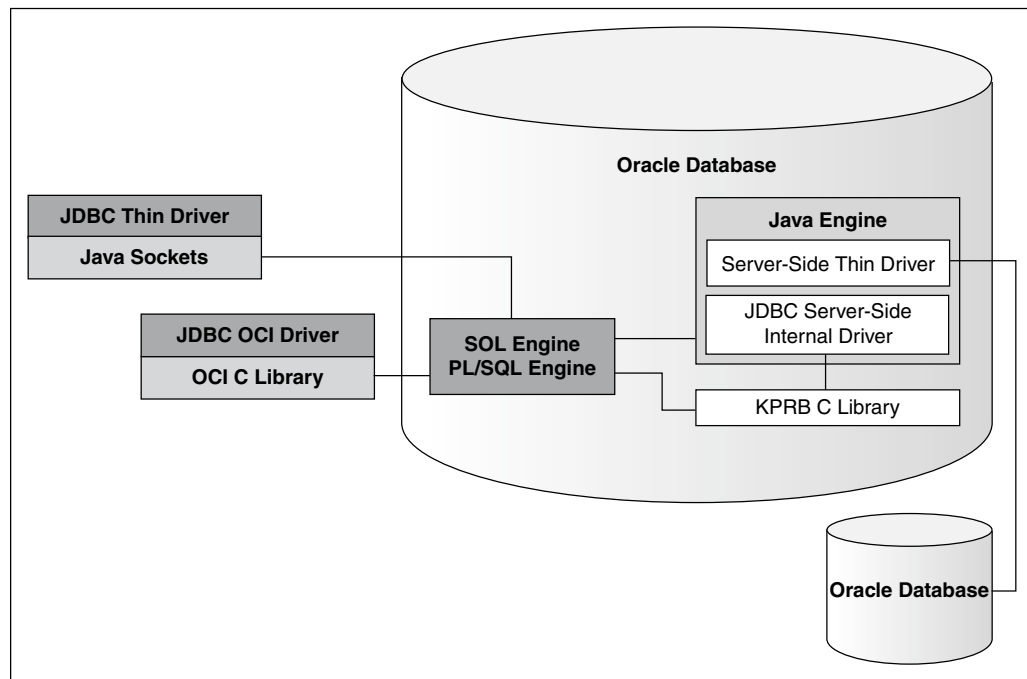 Oracle Database
JDBC Thin Driver
Java Sockets
Java Engine
Server-Side Thin Driver
JDBC Server-Side
Internal Driver
JDBC OCI Driver
OCI C Library
SOL Engine
PL/SQL Engine
KPRB C Library
Oracle Database